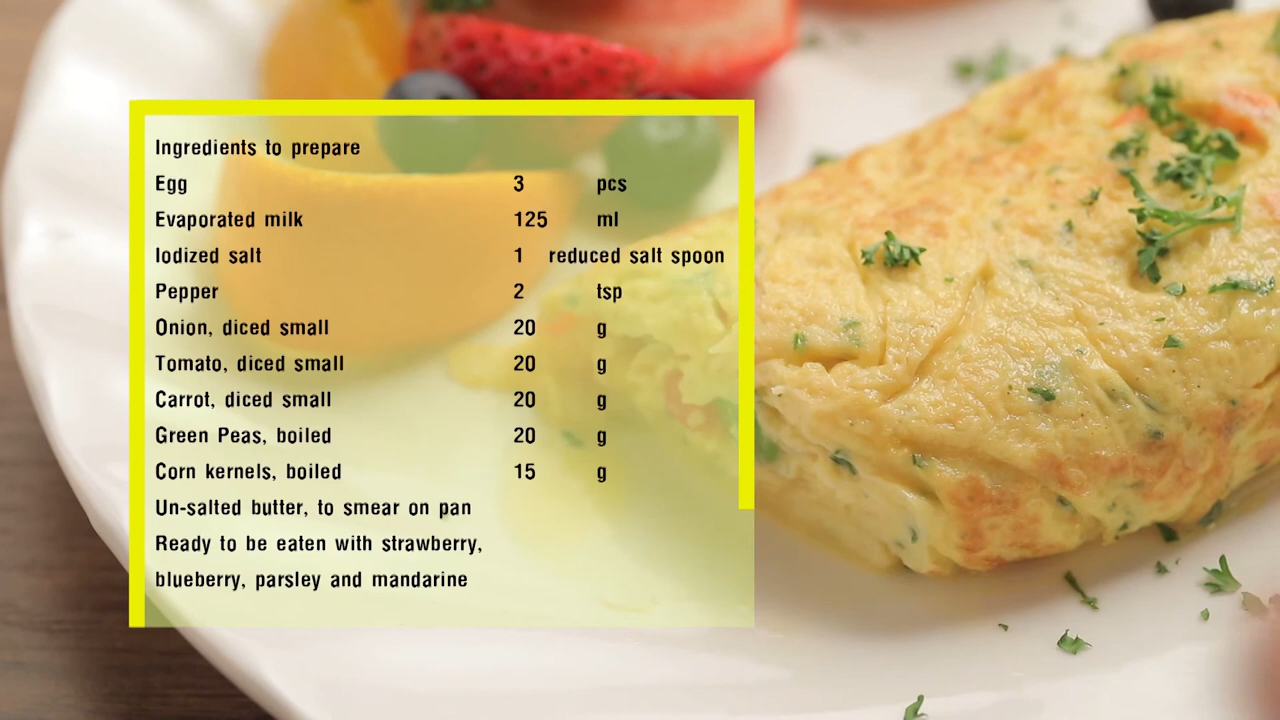 Ingredients to prepare
Egg 3 pcs
Evaporated milk 125 ml
Iodized salt 1 reduced salt spoon
Pepper 2 tsp
Onion, diced small 20 g
Tomato, diced small 20 g
Carrot, diced small 20 g
Green Peas, boiled 20 g
Corn kernels, boiled 15 g
Un-salted butter, to smear on pan
Ready to be eaten with strawberry,
blueberry, parsley and mandarine